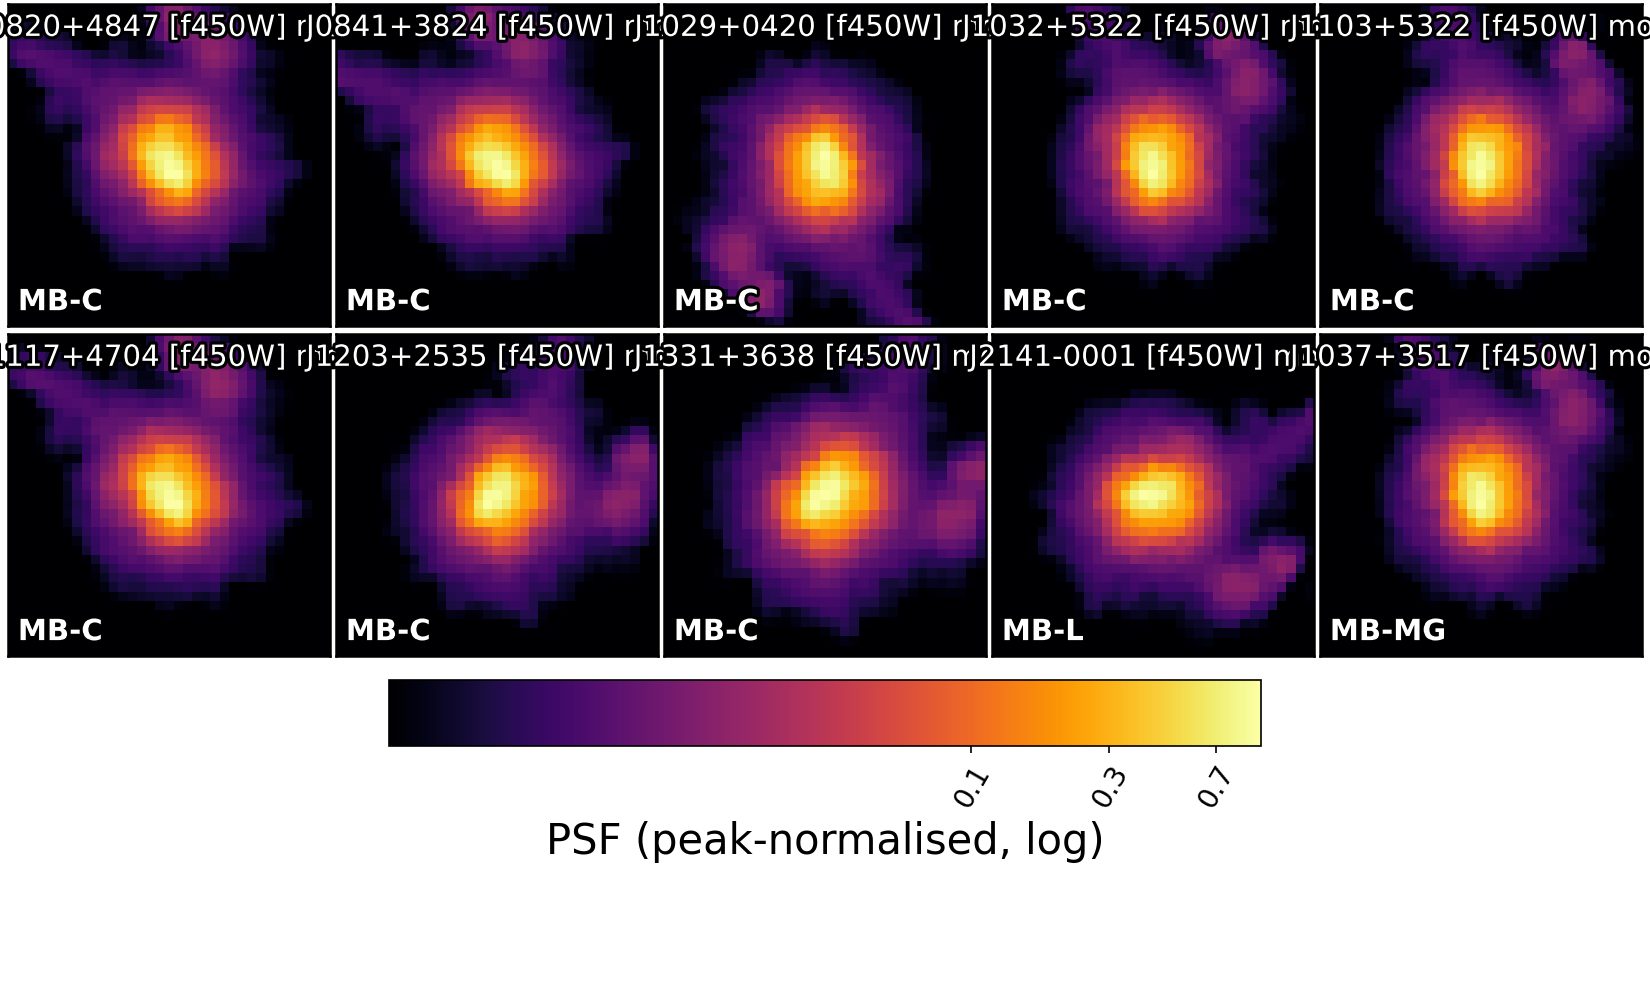 0820+4847 [f450W] rJ0841+3824 [f450W] rJ1029+0420 [f450W] rJ1032+5322 [f450W] rJ1103+5322 [f450W] mo
MB-C MB-C MB-C MB-C MB-C
1117+4704 [f450W] rJ1203+2535 [f450W] rJ1331+3638 [f450W] nJ2141-0001 [f450W] nJ1037+3517 [f450W] mo
MB-C MB-C MB-C MB-L MB-MG
0.1 0.3 0.7
PSF (peak-normalised, log)